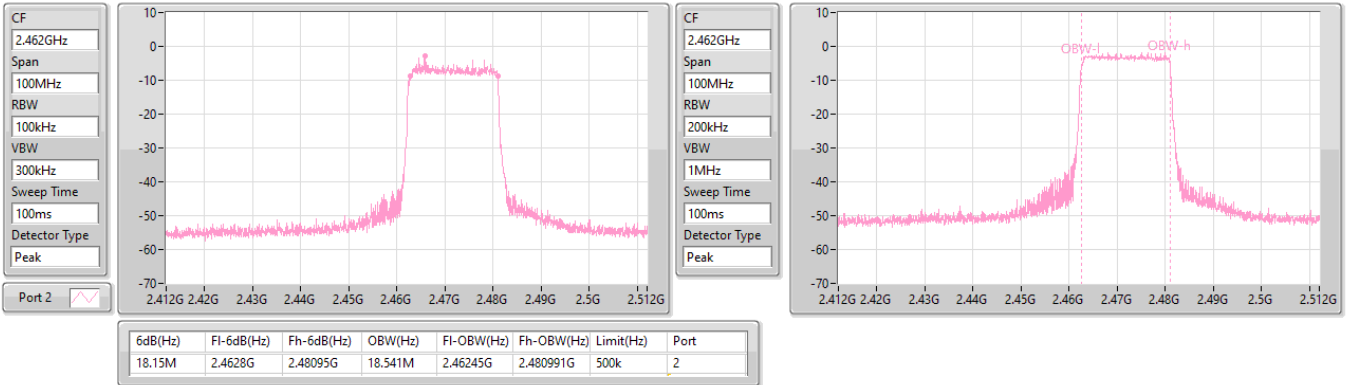 CF
2.462GHz
Span
100MHz
RBW
100kHz
VBW
300kHz
Sweep Time
100ms
Detector Type
Peak
Port 2
10
0
-10
-20
-30
-40
-50
-60
-70
2.412G 2.42G 2.43G 2.44G 2.45G 2.46G 2.47G 2.48G 2.49G 2.5G 2.512G
CF
2.462GHz
Span
100MHz
RBW
200kHz
VBW
1MHz
Sweep Time
100ms
Detector Type
Peak
10
0
-10
-20
-30
-40
-50
-60
-70
OBW-l OBW-h
2.412G 2.42G 2.43G 2.44G 2.45G 2.46G 2.47G 2.48G 2.49G 2.5G 2.512G
6dB(Hz) Fl-6dB(Hz) Fh-6dB(Hz) OBW(Hz) Fl-OBW(Hz) Fh-OBW(Hz) Limit(Hz) Port
18.15M 2.4628G 2.48095G 18.541M 2.46245G 2.480991G 500k 2